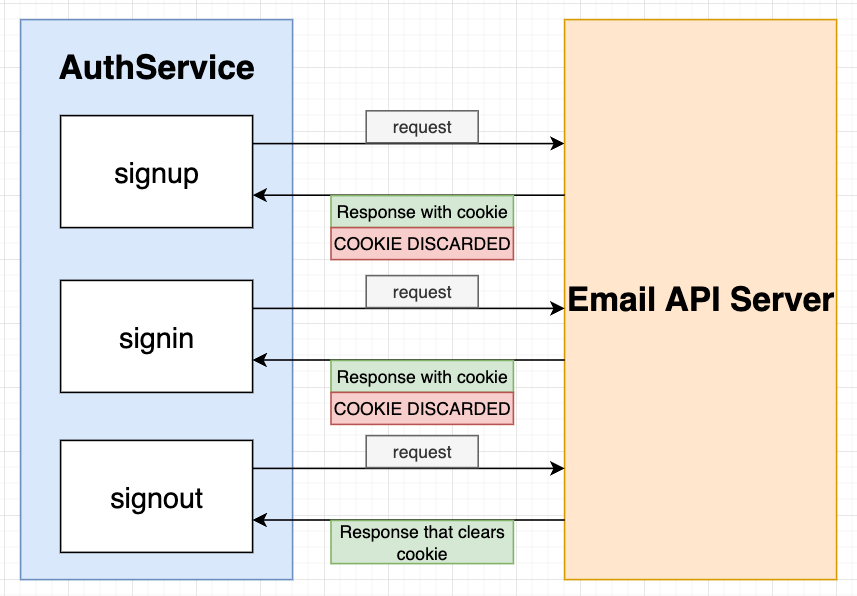 AuthService
signup
request
Response with cookie
COOKIE DISCARDED
signin
request
Response with cookie
COOKIE DISCARDED
Email API Server
signout
request
Response that clears
cookie